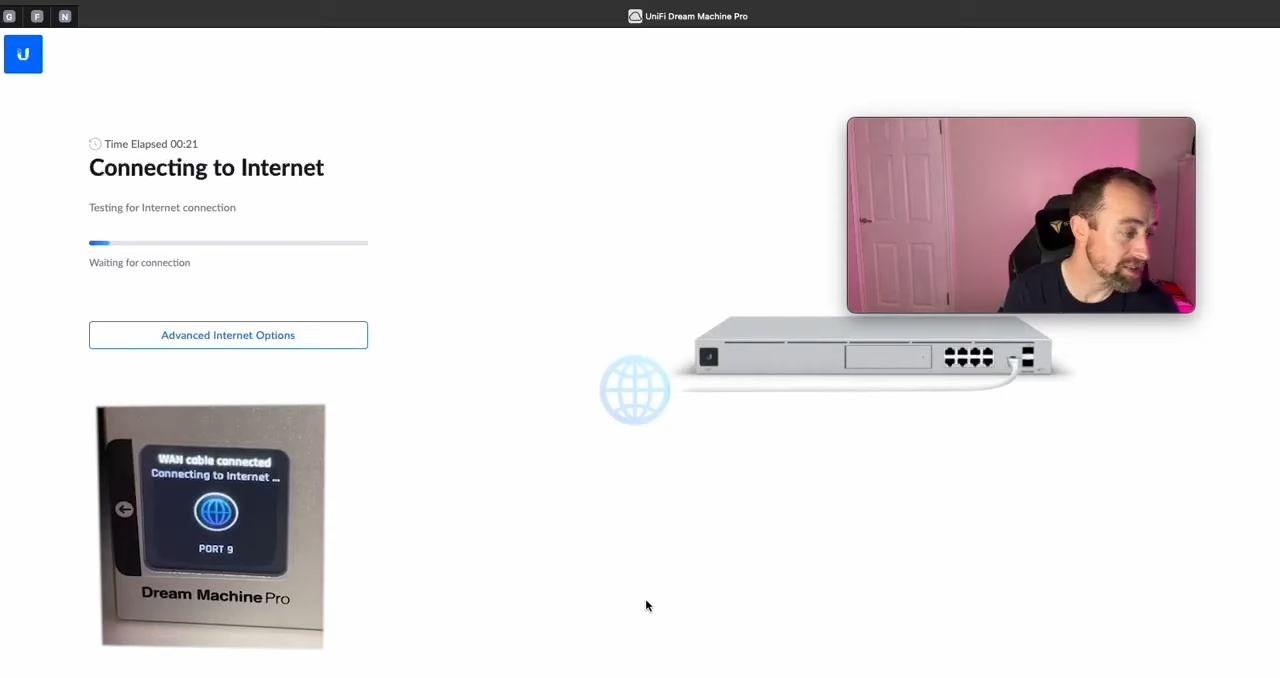 G F N
UniFi Dream Machine Pro
Time Elapsed 00:21
Connecting to Internet
Testing for Internet connection
Waiting for connection
Advanced Internet Options
WAN cable connected
Connecting to Internet ...
PORT 9
Dream Machine Pro